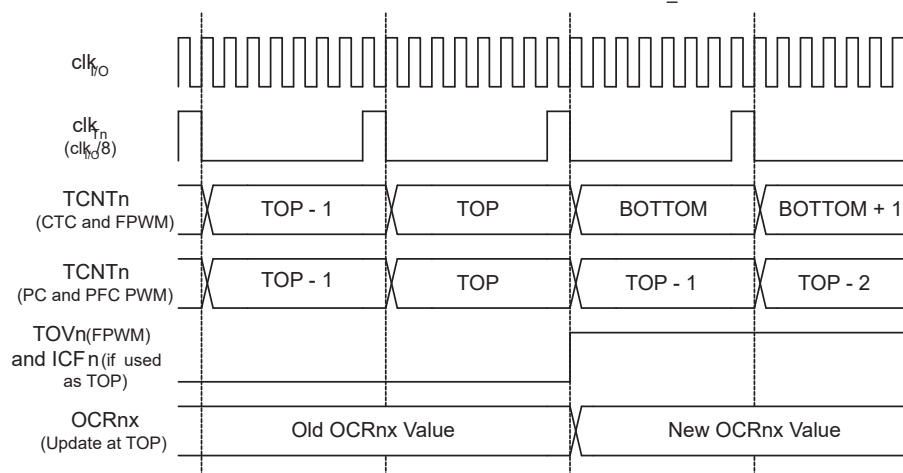 clkI/O
clkTn
(clkI/O/8)
TCNTn
(CTC and FPWM)
TOP - 1
TOP
BOTTOM
BOTTOM + 1
TCNTn
(PC and PFC PWM)
TOP - 1
TOP
TOP - 1
TOP - 2
TOVn(FPWM)
and ICFn(if used
as TOP)
OCRnx
(Update at TOP)
Old OCRnx Value
New OCRnx Value